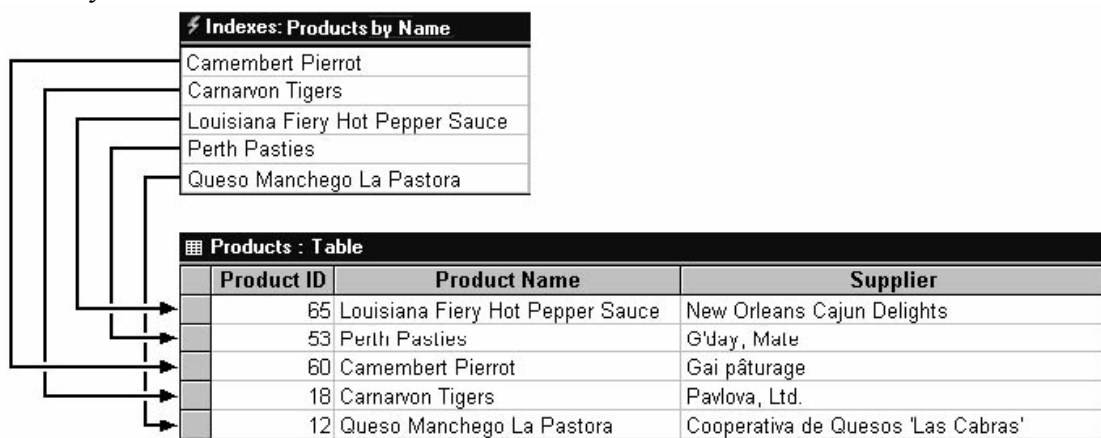 Indexes: Products by Name
Camembert Pierrot
Carnarvon Tigers
Louisiana Fiery Hot Pepper Sauce
Perth Pasties
Queso Manchego La Pastora
Products : Table
Product ID Product Name Supplier
65 Louisiana Fiery Hot Pepper Sauce New Orleans Cajun Delights
53 Perth Pasties G'day, Mate
60 Camembert Pierrot Gai pâturage
18 Carnarvon Tigers Pavlova, Ltd.
12 Queso Manchego La Pastora Cooperativa de Quesos 'Las Cabras'